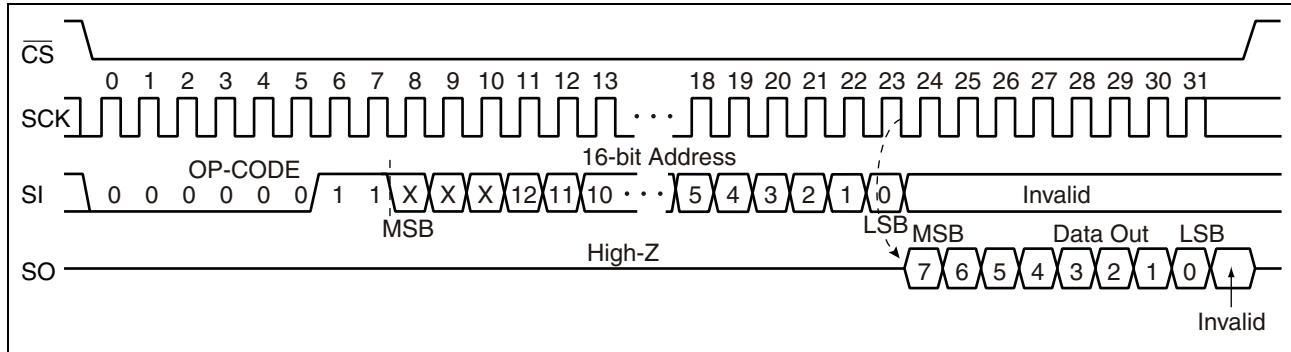 CS
0 1 2 3 4 5 6 7 8 9 10 11 12 13 18 19 20 21 22 23 24 25 26 27 28 29 30 31
SCK
···
OP-CODE
16-bit Address
SI
0 0 0 0 0 0 1 1 X X X 12 11 10 ··· 5 4 3 2 1 0 Invalid
MSB
LSB
High-Z
MSB Data Out LSB
SO
7 6 5 4 3 2 1 0
Invalid